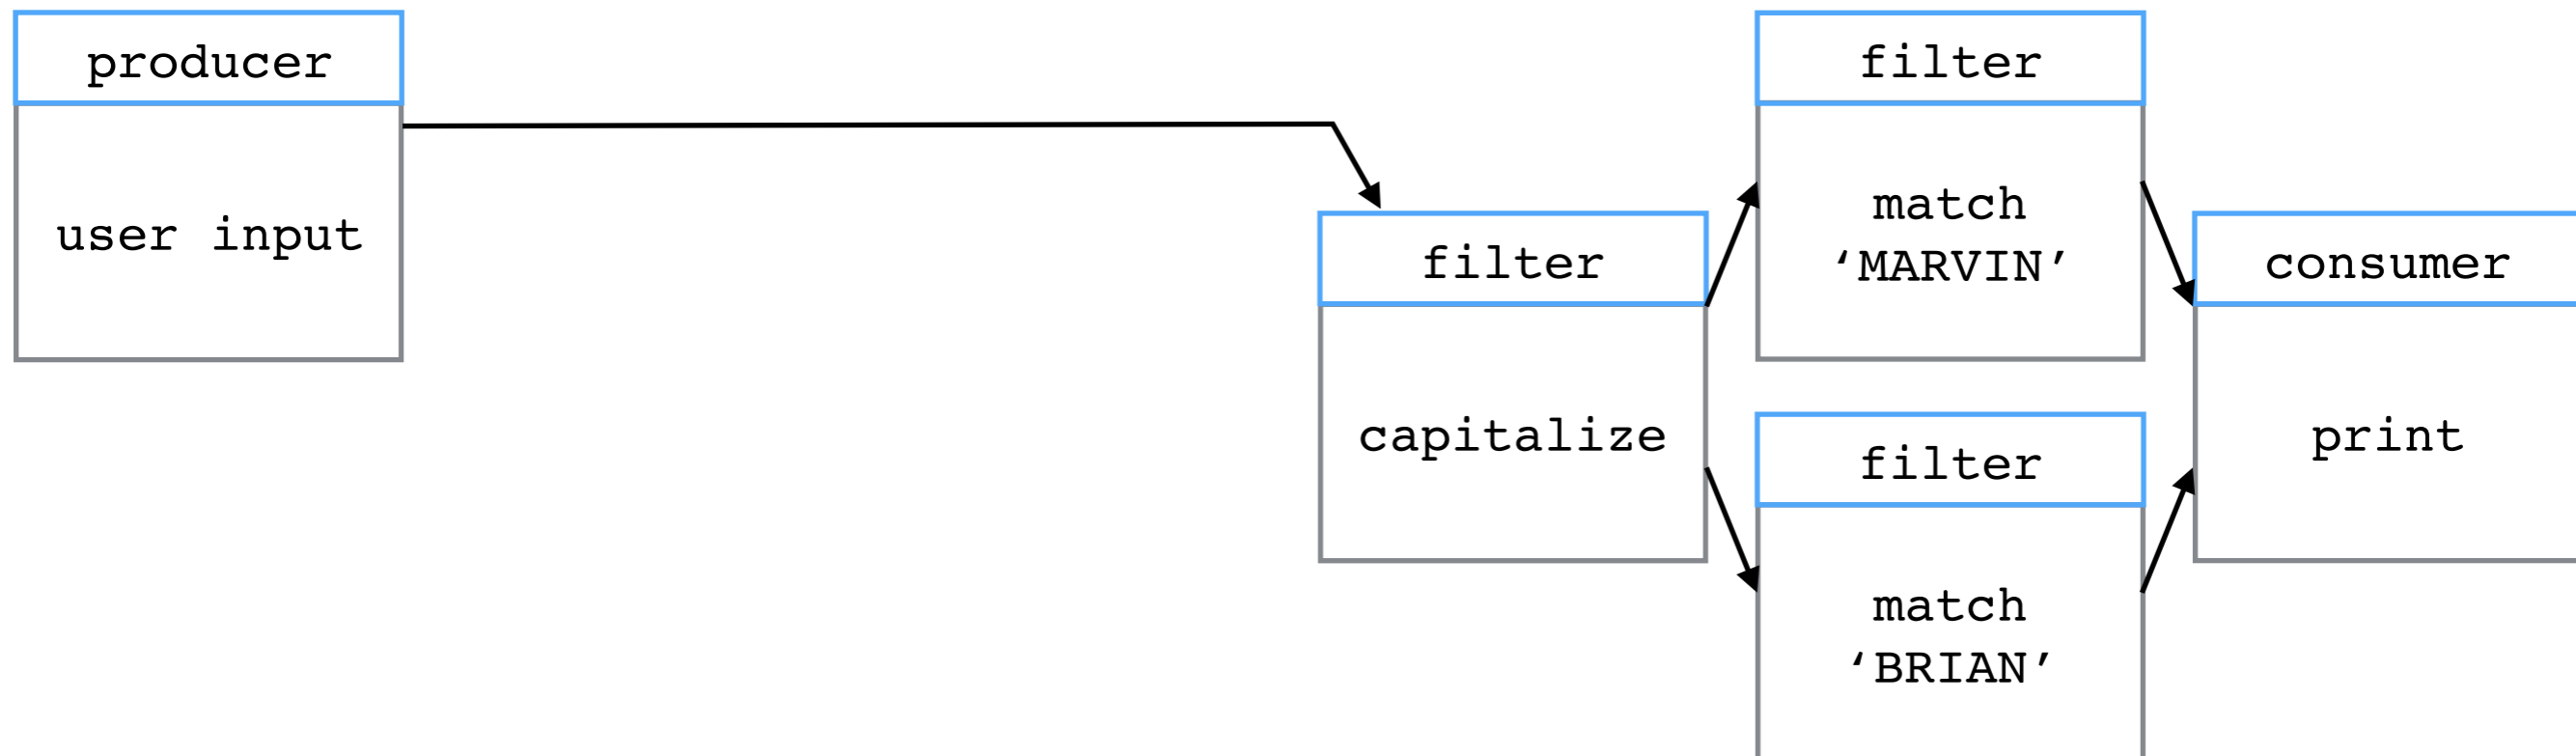 producer
user input
filter
capitalize
filter
match
‘MARVIN’
filter
match
‘BRIAN’
consumer
print